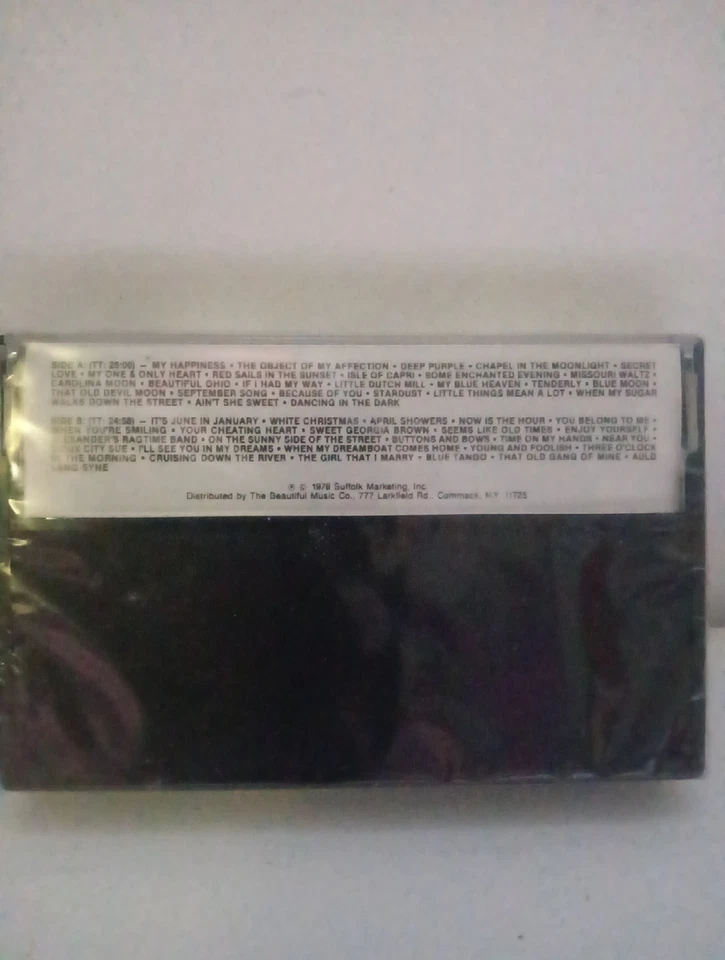 SIDE A: (TT: 25:00) — MY HAPPINESS • THE OBJECT OF MY AFFECTION • DEEP PURPLE • CHAPEL IN THE MOONLIGHT • SECRET
LOVE • MY ONE & ONLY HEART • RED SAILS IN THE SUNSET • ISLE OF CAPRI • SOME ENCHANTED EVENING • MISSOURI WALTZ •
CAROLINA MOON • BEAUTIFUL OHIO • IF I HAD MY WAY • LITTLE DUTCH MILL • MY BLUE HEAVEN • TENDERLY • BLUE MOON •
THAT OLD DEVIL MOON • SEPTEMBER SONG • BECAUSE OF YOU • STARDUST • LITTLE THINGS MEAN A LOT • WHEN MY SUGAR
WALKS DOWN THE STREET • AIN'T SHE SWEET • DANCING IN THE DARK
SIDE B: (TT: 24:58) — IT'S JUNE IN JANUARY • WHITE CHRISTMAS • APRIL SHOWERS • NOW IS THE HOUR • YOU BELONG TO ME •
WHEN YOU'RE SMILING • YOUR CHEATING HEART • SWEET GEORGIA BROWN • SEEMS LIKE OLD TIMES • ENJOY YOURSELF •
ALEXANDER'S RAGTIME BAND • ON THE SUNNY SIDE OF THE STREET • BUTTONS AND BOWS • TIME ON MY HANDS • NEAR YOU •
SIOUX CITY SUE • I'LL SEE YOU IN MY DREAMS • WHEN MY DREAMBOAT COMES HOME • YOUNG AND FOOLISH • THREE O'CLOCK
IN THE MORNING • CRUISING DOWN THE RIVER • THE GIRL THAT I MARRY • BLUE TANGO • THAT OLD GANG OF MINE • AULD
LANG SYNE
℗ © 1978 Suffolk Marketing, Inc.
Distributed by The Beautiful Music Co., 777 Larkfield Rd., Commack, N.Y. 11725